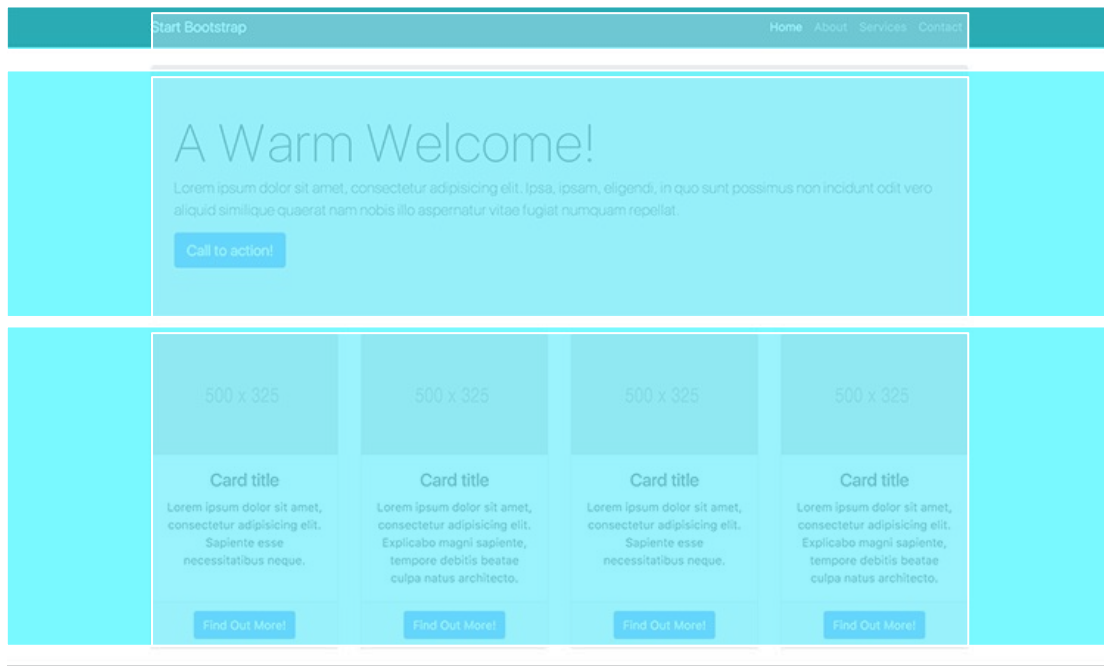 Start Bootstrap
Home About Services Contact
A Warm Welcome!
Lorem ipsum dolor sit amet, consectetur adipisicing elit. Ipsa, ipsam, eligendi, in quo sunt possimus non incidunt odit vero
aliquid similique quaerat nam nobis illo aspernatur vitae fugiat numquam repellat.
Call to action!
500 x 325
Card title
Lorem ipsum dolor sit amet,
consectetur adipisicing elit.
Sapiente esse
necessitatibus neque.
Find Out More!
500 x 325
Card title
Lorem ipsum dolor sit amet,
consectetur adipisicing elit.
Explicabo magni sapiente,
tempore debitis beatae
culpa natus architecto.
Find Out More!
500 x 325
Card title
Lorem ipsum dolor sit amet,
consectetur adipisicing elit.
Sapiente esse
necessitatibus neque.
Find Out More!
500 x 325
Card title
Lorem ipsum dolor sit amet,
consectetur adipisicing elit.
Explicabo magni sapiente,
tempore debitis beatae
culpa natus architecto.
Find Out More!